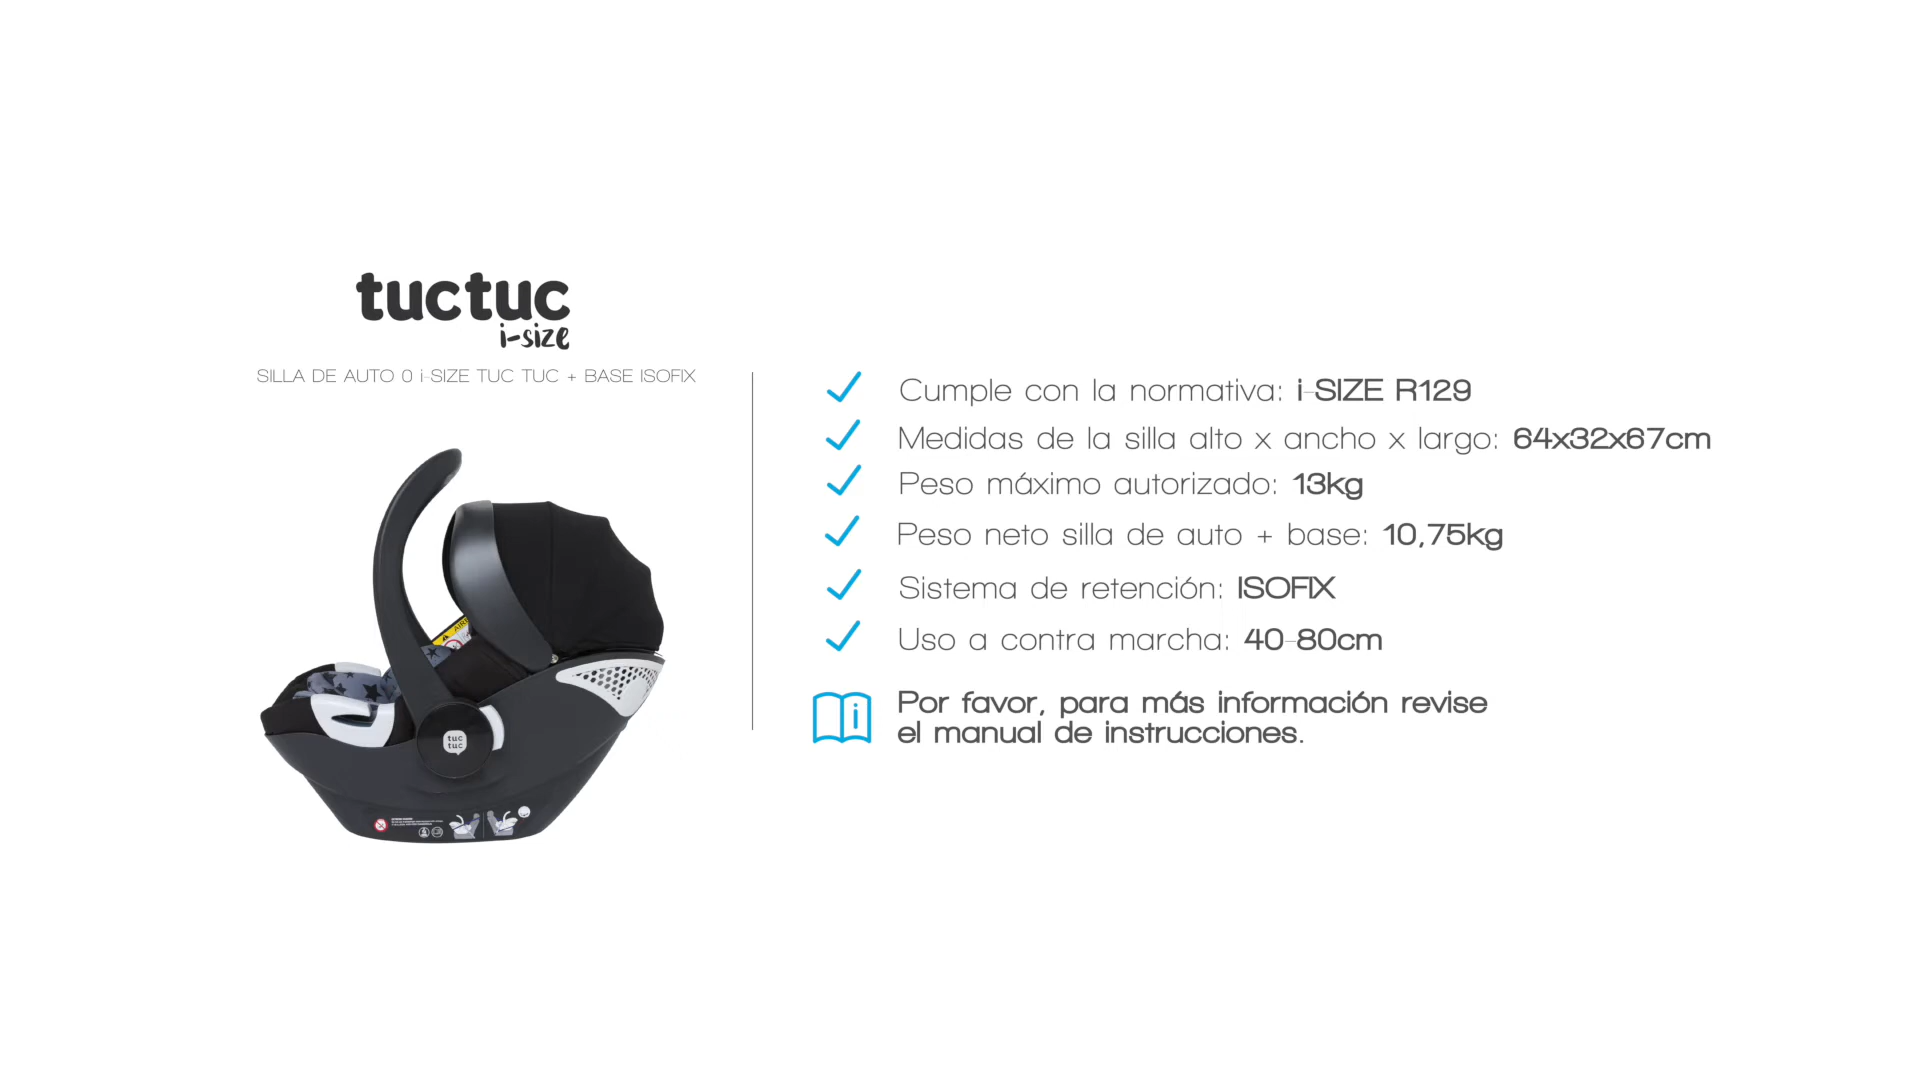 tuctuc
i-size
SILLA DE AUTO 0 i-SIZE TUC TUC + BASE ISOFIX
Cumple con la normativa: i-SIZE R129
Medidas de la silla alto x ancho x largo: 64x32x67cm
Peso máximo autorizado: 13kg
Peso neto silla de auto + base: 10,75kg
Sistema de retención: ISOFIX
Uso a contra marcha: 40-80cm
Por favor, para más información revise
el manual de instrucciones.
tuc
tuc